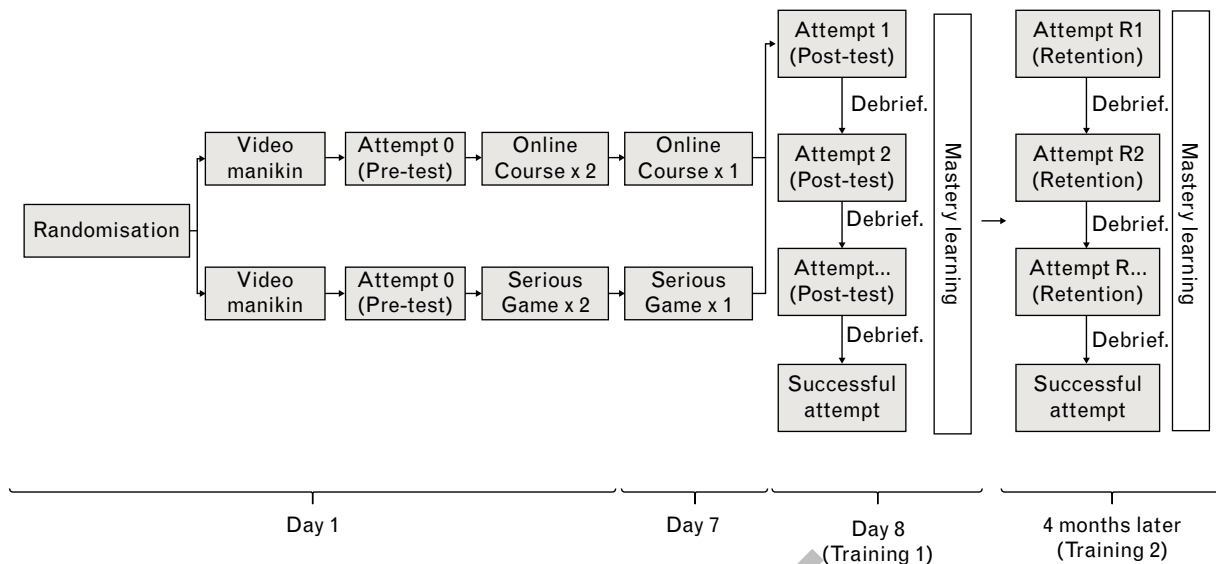 Randomisation
Video
manikin
Attempt 0
(Pre-test)
Online
Course x 2
Online
Course x 1
Video
manikin
Attempt 0
(Pre-test)
Serious
Game x 2
Serious
Game x 1
Attempt 1
(Post-test)
Debrief.
Attempt 2
(Post-test)
Debrief.
Attempt...
(Post-test)
Debrief.
Successful
attempt
Mastery learning
Attempt R1
(Retention)
Debrief.
Attempt R2
(Retention)
Debrief.
Attempt R...
(Retention)
Debrief.
Successful
attempt
Mastery learning
Day 1
Day 7
Day 8
(Training 1)
4 months later
(Training 2)